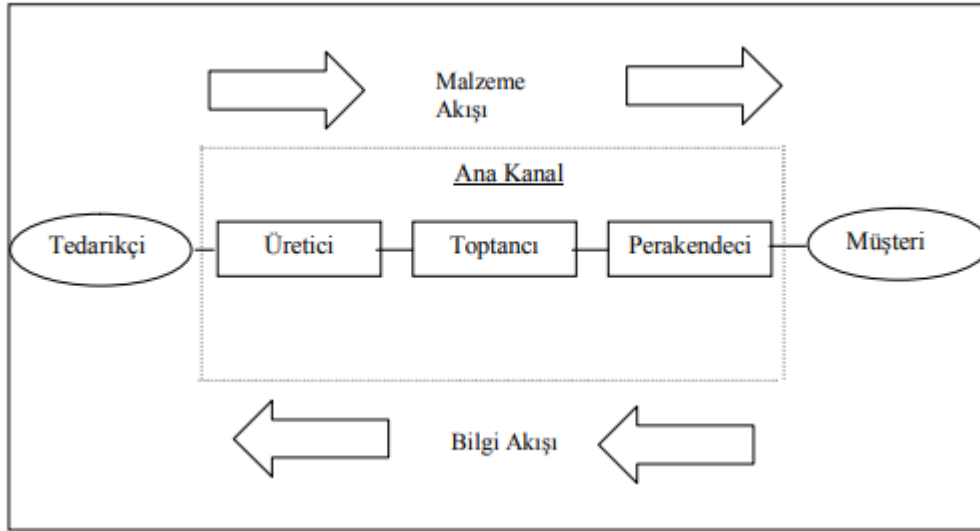 Malzeme
Akışı
Ana Kanal
Tedarikçi
Üretici
Toptancı
Perakendeci
Müşteri
Bilgi Akışı